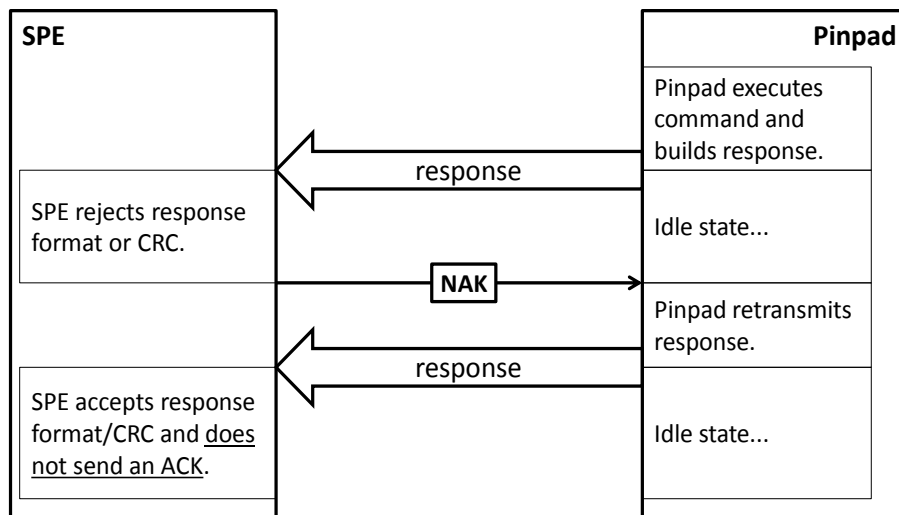 SPE
Pinpad
Pinpad executes
command and
builds response.
response
SPE rejects response
format or CRC.
Idle state...
NAK
Pinpad retransmits
response.
response
SPE accepts response
format/CRC and does
not send an ACK.
Idle state...